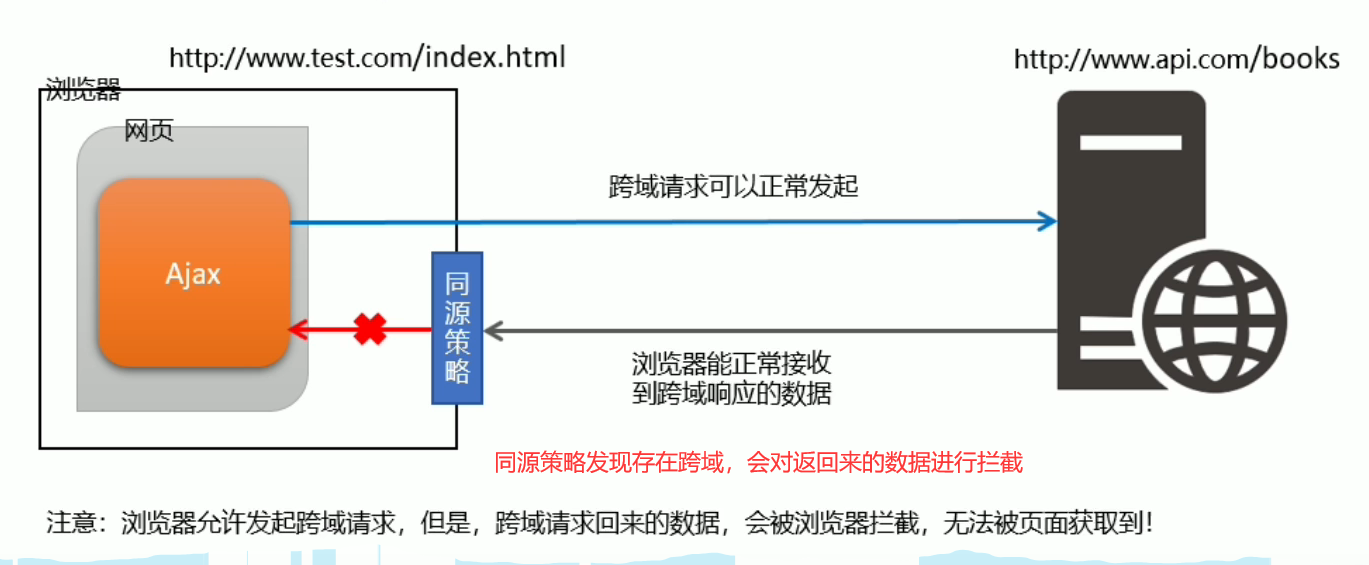 http://www.test.com/index.html
http://www.api.com/books
浏览器
网页
跨域请求可以正常发起
Ajax
同源策略
浏览器能正常接收
到跨域响应的数据
同源策略发现存在跨域，会对返回来的数据进行拦截
注意：浏览器允许发起跨域请求，但是，跨域请求回来的数据，会被浏览器拦截，无法被页面获取到！